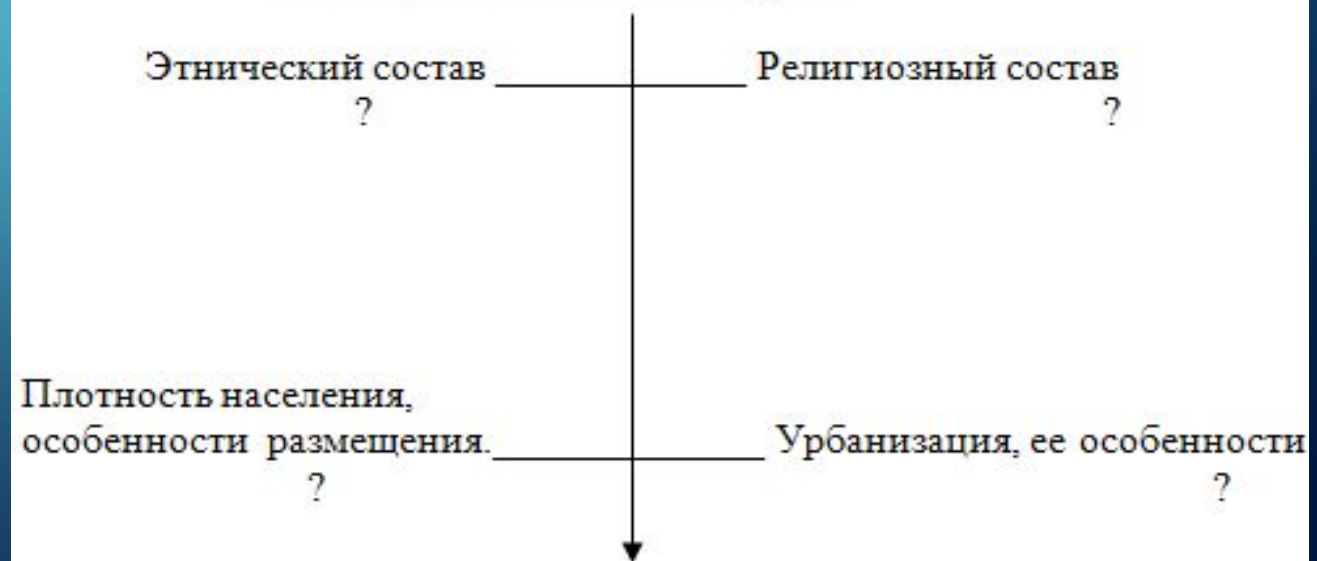 Этнический состав Религиозный состав
? ?
Плотность населения,
особенности размещения. Урбанизация, ее особенности
? ?